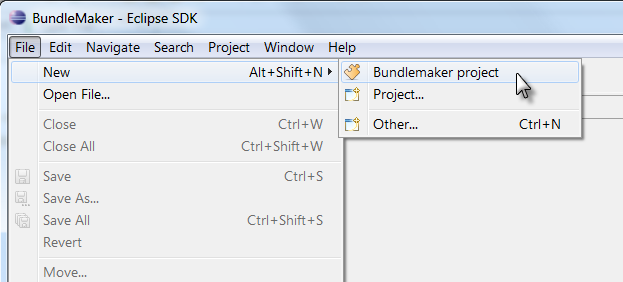 BundleMaker - Eclipse SDK
File Edit Navigate Search Project Window Help
New Alt+Shift+N
Bundlemaker project
Open File...
Project...
Close Ctrl+W
Other... Ctrl+N
Close All Ctrl+Shift+W
Save Ctrl+S
Save As...
Save All Ctrl+Shift+S
Revert
Move...